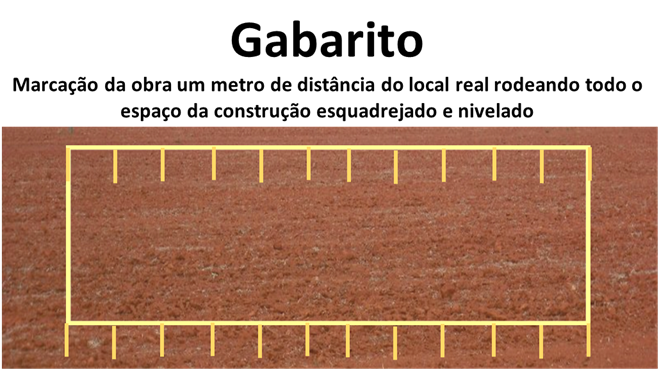 Gabarito
Marcação da obra um metro de distância do local real rodeando todo o
espaço da construção esquadrejado e nivelado